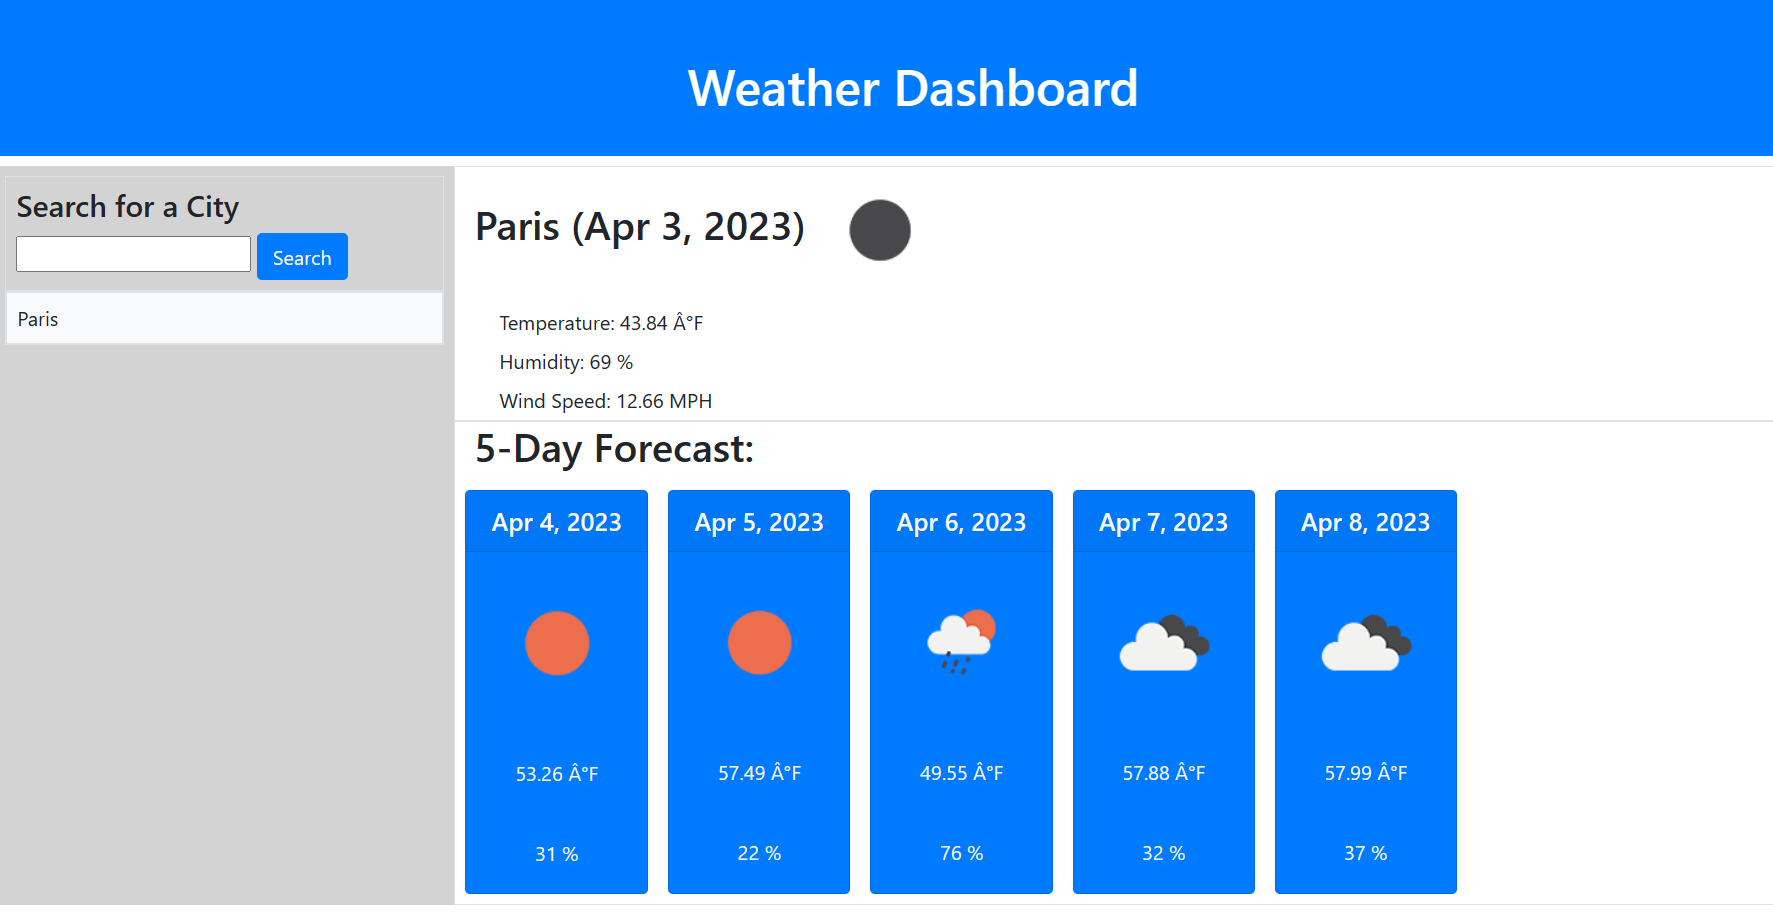 Weather Dashboard
Search for a City
Search
Paris
Paris (Apr 3, 2023)
Temperature: 43.84 Â°F
Humidity: 69 %
Wind Speed: 12.66 MPH
5-Day Forecast:
Apr 4, 2023
53.26 Â°F
31 %
Apr 5, 2023
57.49 Â°F
22 %
Apr 6, 2023
49.55 Â°F
76 %
Apr 7, 2023
57.88 Â°F
32 %
Apr 8, 2023
57.99 Â°F
37 %